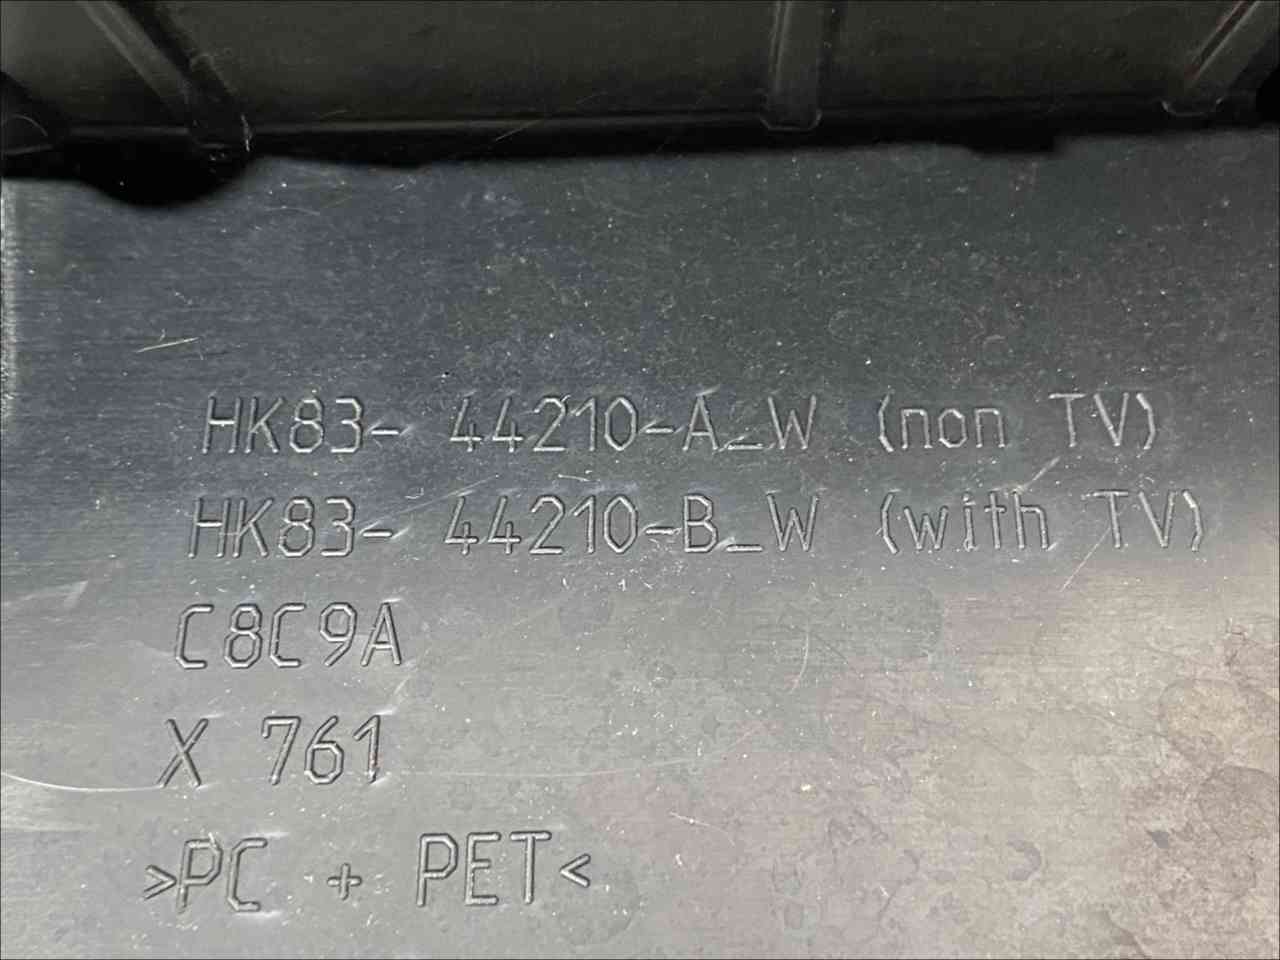 HK83- 44210-A_W (non TV)
HK83- 44210-B_W (with TV)
C8C9A
X 761
>PC + PET<